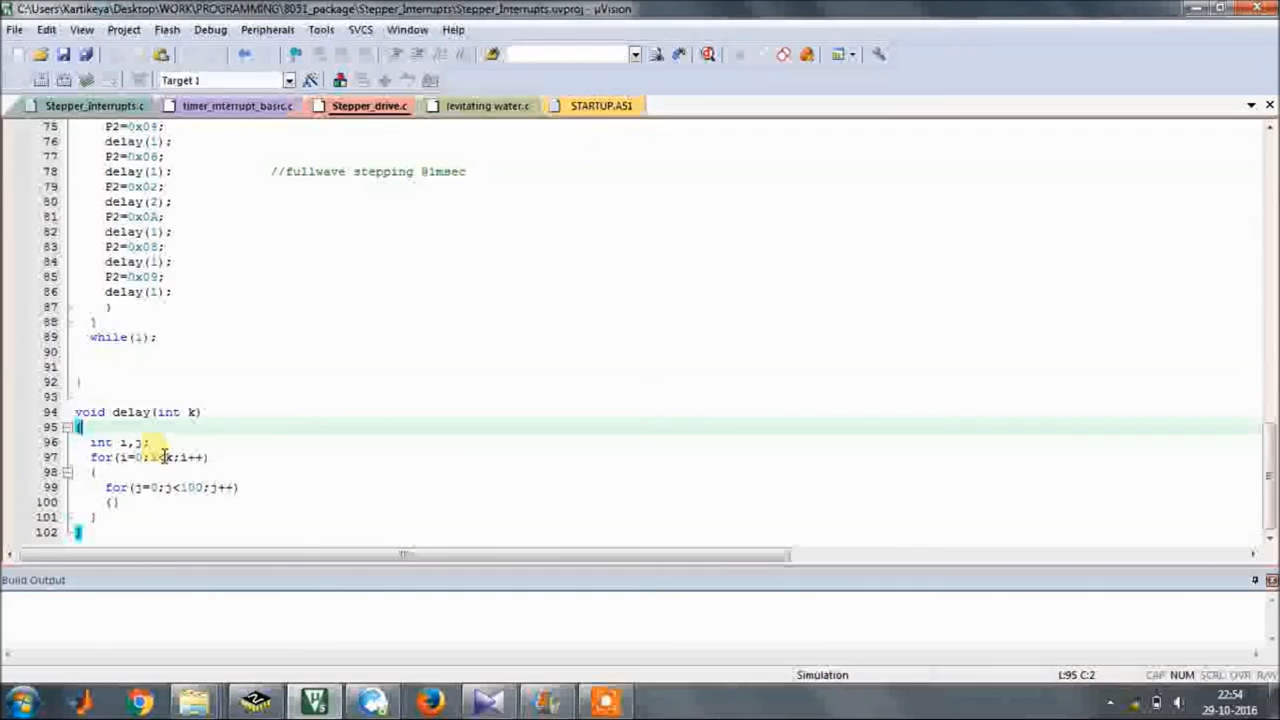 C:\Users\Kartikeya\Desktop\WORK\PROGRAMMING\8051_package\Stepper_Interrupts\Stepper_Interrupts.uvproj - µVision
File Edit View Project Flash Debug Peripherals Tools SVCS Window Help
Target 1
Stepper_Interrupts.c timer_interrupt_basic.c Stepper_drive.c levitating water.c STARTUP.A51
75 P2=0x04;
76 delay(1);
77 P2=0x06;
78 delay(1); //fullwave stepping @1msec
79 P2=0x02;
80 delay(2);
81 P2=0x0A;
82 delay(1);
83 P2=0x08;
84 delay(1);
85 P2=0x09;
86 delay(1);
87 }
88 }
89 while(1);
90
91
92 }
93
94 void delay(int k)
95 {
96 int i,j;
97 for(i=0;i<k;i++)
98 {
99 for(j=0;j<100;j++)
100 {}
101 }
102 }
Build Output
Simulation L:95 C:2 CAP NUM SCRL OVR R/W
22:54
29-10-2016